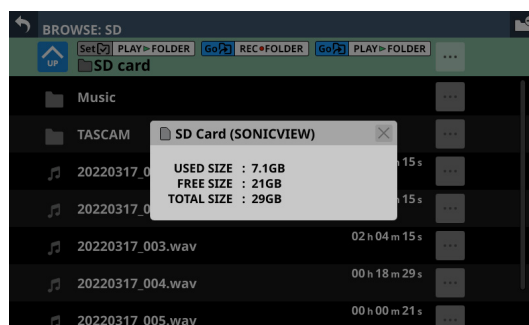 BROWSE: SD
Set PLAY▶FOLDER Go REC●FOLDER Go PLAY▶FOLDER
UP
SD card
...
Music
...
TASCAM
...
SD Card (SONICVIEW)
USED SIZE : 7.1GB
FREE SIZE : 21GB
TOTAL SIZE : 29GB
20220317_0
15 s
...
20220317_0
15 s
...
20220317_003.wav
02 h 04 m 15 s
...
20220317_004.wav
00 h 18 m 29 s
...
20220317_005.wav
00 h 00 m 21 s
...